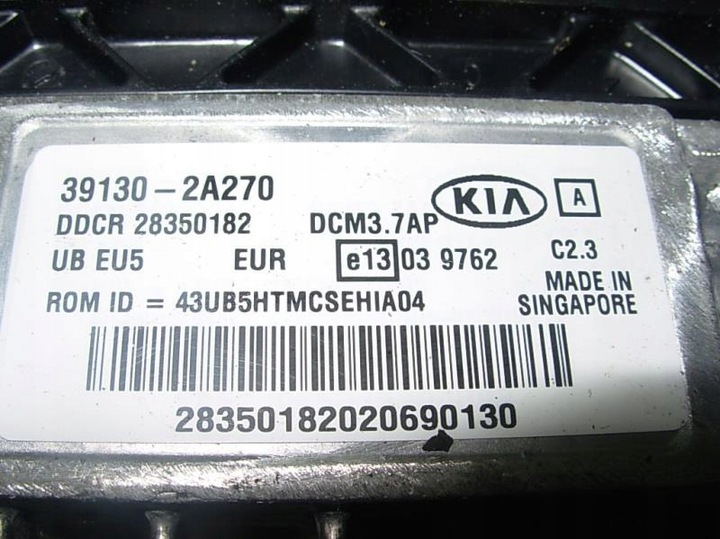 39130-2A270 KIA A
DDCR 28350182 DCM3.7AP
UB EU5 EUR e13 03 9762 C2.3
ROM ID = 43UB5HTMCSEHIA04 MADE IN
SINGAPORE
28350182020690130